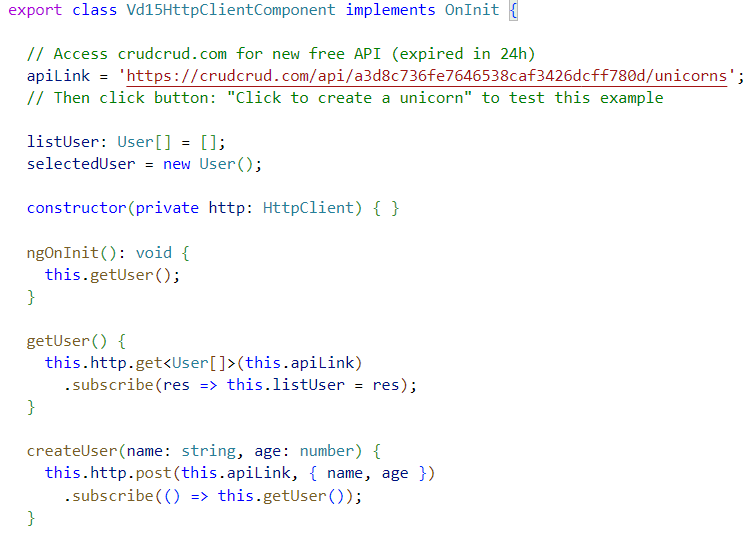 export class Vd15HttpClientComponent implements OnInit {
// Access crudcrud.com for new free API (expired in 24h)
apiLink = 'https://crudcrud.com/api/a3d8c736fe7646538caf3426dcff780d/unicorns';
// Then click button: "Click to create a unicorn" to test this example
listUser: User[] = [];
selectedUser = new User();
constructor(private http: HttpClient) { }
ngOnInit(): void {
this.getUser();
}
getUser() {
this.http.get<User[]>(this.apiLink)
.subscribe(res => this.listUser = res);
}
createUser(name: string, age: number) {
this.http.post(this.apiLink, { name, age })
.subscribe(() => this.getUser());
}